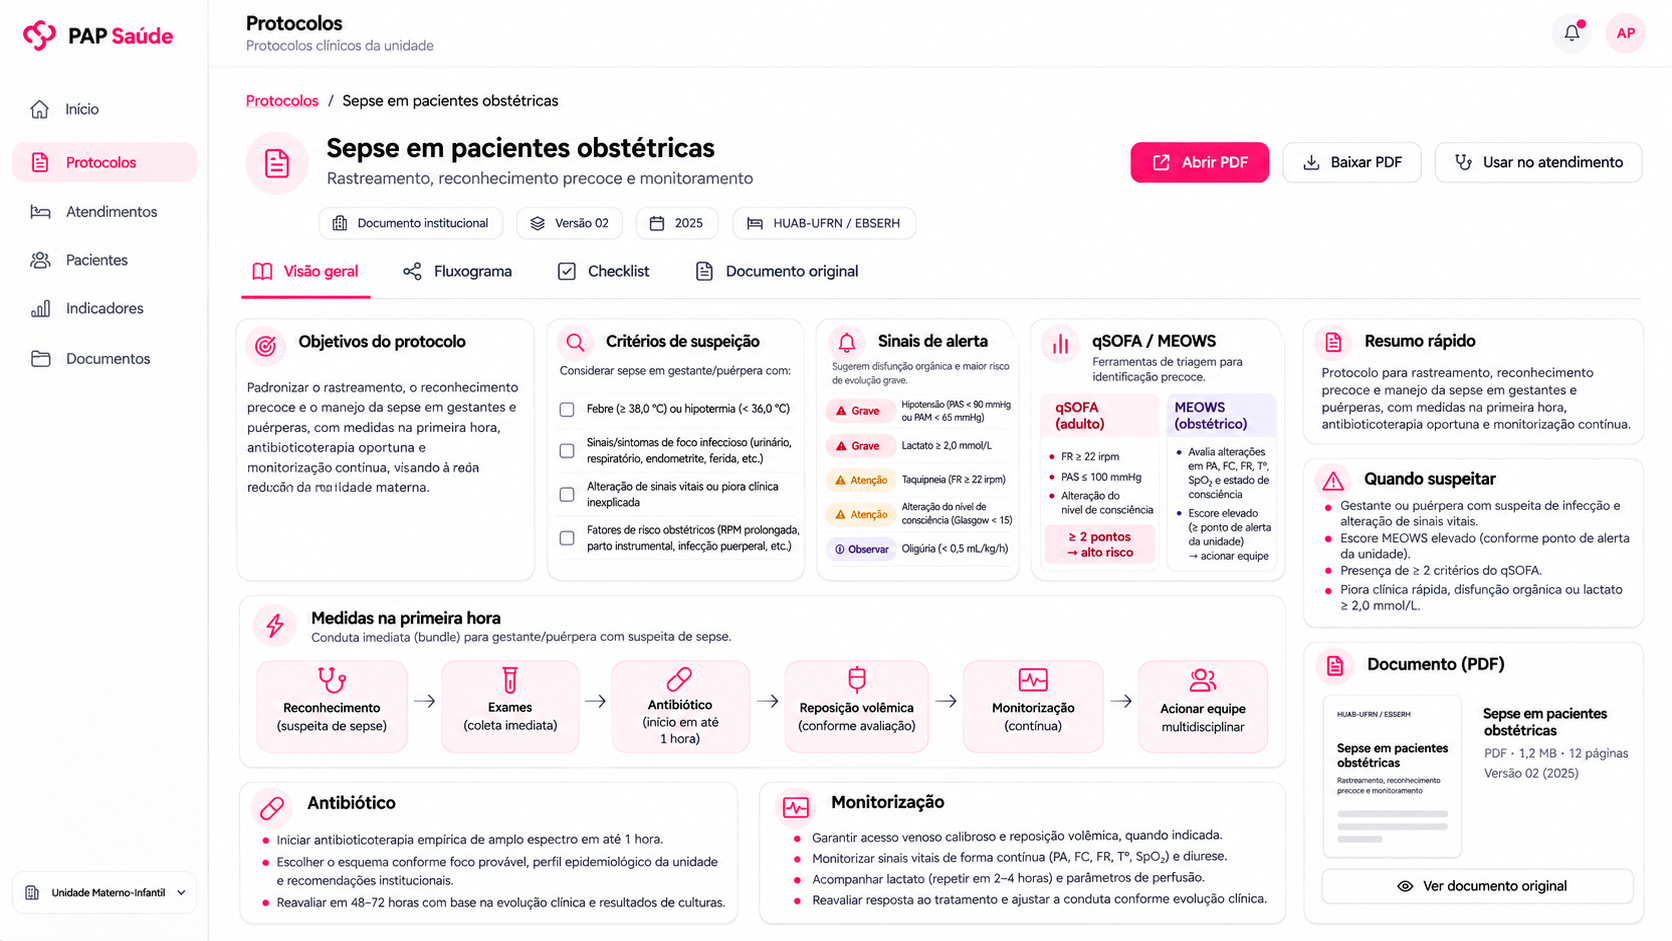 PAP Saúde
Início
Protocolos
Atendimentos
Pacientes
Indicadores
Documentos
Unidade Materno-Infantil
Protocolos
Protocolos clínicos da unidade
AP
Protocolos / Sepse em pacientes obstétricas
Sepse em pacientes obstétricas
Rastreamento, reconhecimento precoce e monitoramento
Abrir PDF
Baixar PDF
Usar no atendimento
Documento institucional
Versão 02
2025
HUAB-UFRN / EBSERH
Visão geral
Fluxograma
Checklist
Documento original
Objetivos do protocolo
Padronizar o rastreamento, o reconhecimento
precoce e o manejo da sepse em gestantes e
puérperas, com medidas na primeira hora,
antibioticoterapia oportuna e
monitorização contínua, visando à
materna.
Critérios de suspeição
Considerar sepse em gestante/puérpera com:
Febre (≥ 38,0 °C) ou hipotermia (< 36,0 °C)
Sinais/sintomas de foco infeccioso (urinário,
respiratório, endometrite, ferida, etc.)
Alteração de sinais vitais ou piora clínica
inexplicada
Fatores de risco obstétricos (RPM prolongada,
parto instrumental, infecção puerperal, etc.)
Sinais de alerta
Sugerem disfunção orgânica e maior risco
de evolução grave.
Grave
Hipotensão (PAS < 90 mmHg
ou PAM < 65 mmHg)
Grave
Lactato ≥ 2,0 mmol/L
Atenção
Taquipneia (FR ≥ 22 irpm)
Atenção
Alteração do nível de
consciência (Glasgow < 15)
Observar
Oligúria (< 0,5 mL/kg/h)
qSOFA / MEOWS
Ferramentas de triagem para
identificação precoce.
qSOFA
(adulto)
• FR ≥ 22 irpm
• PAS ≤ 100 mmHg
• Alteração do
nível de consciência
≥ 2 pontos
→ alto risco
MEOWS
(obstétrico)
• Avalia alterações
em PA, FC, FR, Tº,
SpO₂ e estado de
consciência
• Escore elevado
(≥ ponto de alerta
da unidade)
→ acionar equipe
Resumo rápido
Protocolo para rastreamento, reconhecimento
precoce e manejo da sepse em gestantes e
puérperas, com medidas na primeira hora,
antibioticoterapia oportuna e monitorização contínua.
Quando suspeitar
• Gestante ou puérpera com suspeita de infecção e
alteração de sinais vitais.
• Escore MEOWS elevado (conforme ponto de alerta
da unidade).
• Presença de ≥ 2 critérios do qSOFA.
• Piora clínica rápida, disfunção orgânica ou lactato
≥ 2,0 mmol/L.
Medidas na primeira hora
Conduta imediata (bundle) para gestante/puérpera com suspeita de sepse.
Reconhecimento
(suspeita de sepse)
Exames
(coleta imediata)
Antibiótico
(início em até
1 hora)
Reposição volêmica
(conforme avaliação)
Monitorização
(contínua)
Acionar equipe
multidisciplinar
Antibiótico
• Iniciar antibioticoterapia empírica de amplo espectro em até 1 hora.
• Escolher o esquema conforme foco provável, perfil epidemiológico da unidade
e recomendações institucionais.
• Reavaliar em 48–72 horas com base na evolução clínica e resultados de culturas.
Monitorização
• Garantir acesso venoso calibroso e reposição volêmica, quando indicada.
• Monitorizar sinais vitais de forma contínua (PA, FC, FR, Tº, SpO₂) e diurese.
• Acompanhar lactato (repetir em 2–4 horas) e parâmetros de perfusão.
• Reavaliar resposta ao tratamento e ajustar a conduta conforme evolução clínica.
Documento (PDF)
HUAB-UFRN / EBSERH
Sepse em pacientes
obstétricas
Rastreamento, reconhecimento
precoce e monitoramento
Sepse em pacientes
obstétricas
PDF • 1,2 MB • 12 páginas
Versão 02 (2025)
Ver documento original